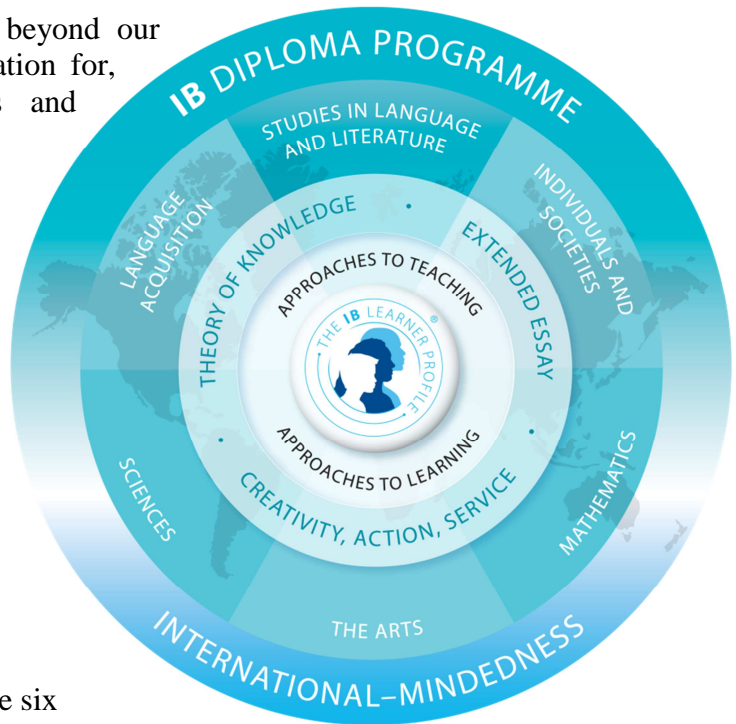 beyond our
ation for,
s and
IB DIPLOMA PROGRAMME
STUDIES IN LANGUAGE
AND LITERATURE
LANGUAGE
ACQUISITION
INDIVIDUALS AND
SOCIETIES
THEORY OF KNOWLEDGE
EXTENDED ESSAY
APPROACHES TO TEACHING
THE IB LEARNER PROFILE ®
APPROACHES TO LEARNING
CREATIVITY, ACTION, SERVICE
SCIENCES
MATHEMATICS
THE ARTS
INTERNATIONAL–MINDEDNESS
e six